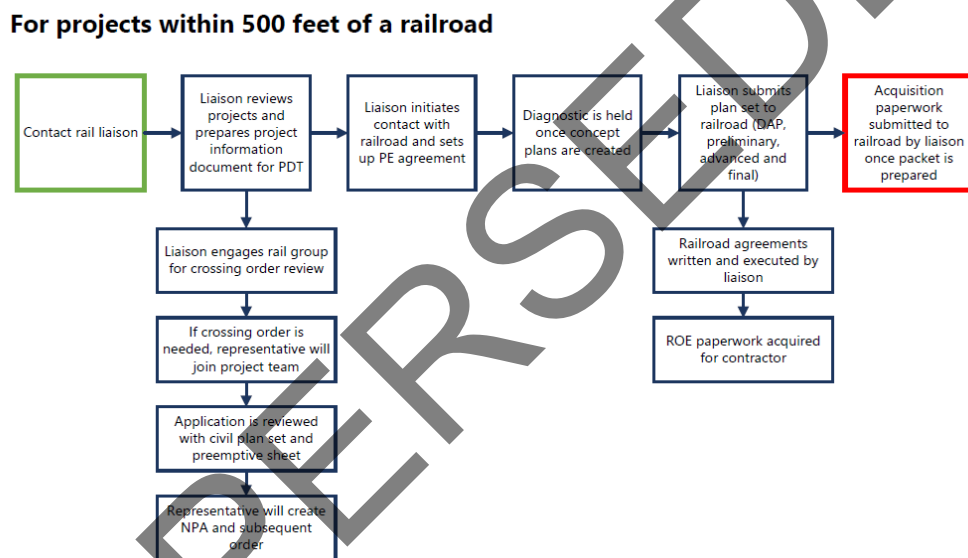 For projects within 500 feet of a railroad
Contact rail liaison
Liaison reviews
projects and
prepares project
information
document for PDT
Liaison initiates
contact with
railroad and sets
up PE agreement
Diagnostic is held
once concept
plans are created
Liaison submits
plan set to
railroad (DAP,
preliminary,
advanced and
final)
Acquisition
paperwork
submitted to
railroad by liaison
once packet is
prepared
Liaison engages rail group
for crossing order review
If crossing order is
needed, representative will
join project team
Application is reviewed
with civil plan set and
preemptive sheet
Representative will create
NPA and subsequent
order
Railroad agreements
written and executed by
liaison
ROE paperwork acquired
for contractor
PERSEDE